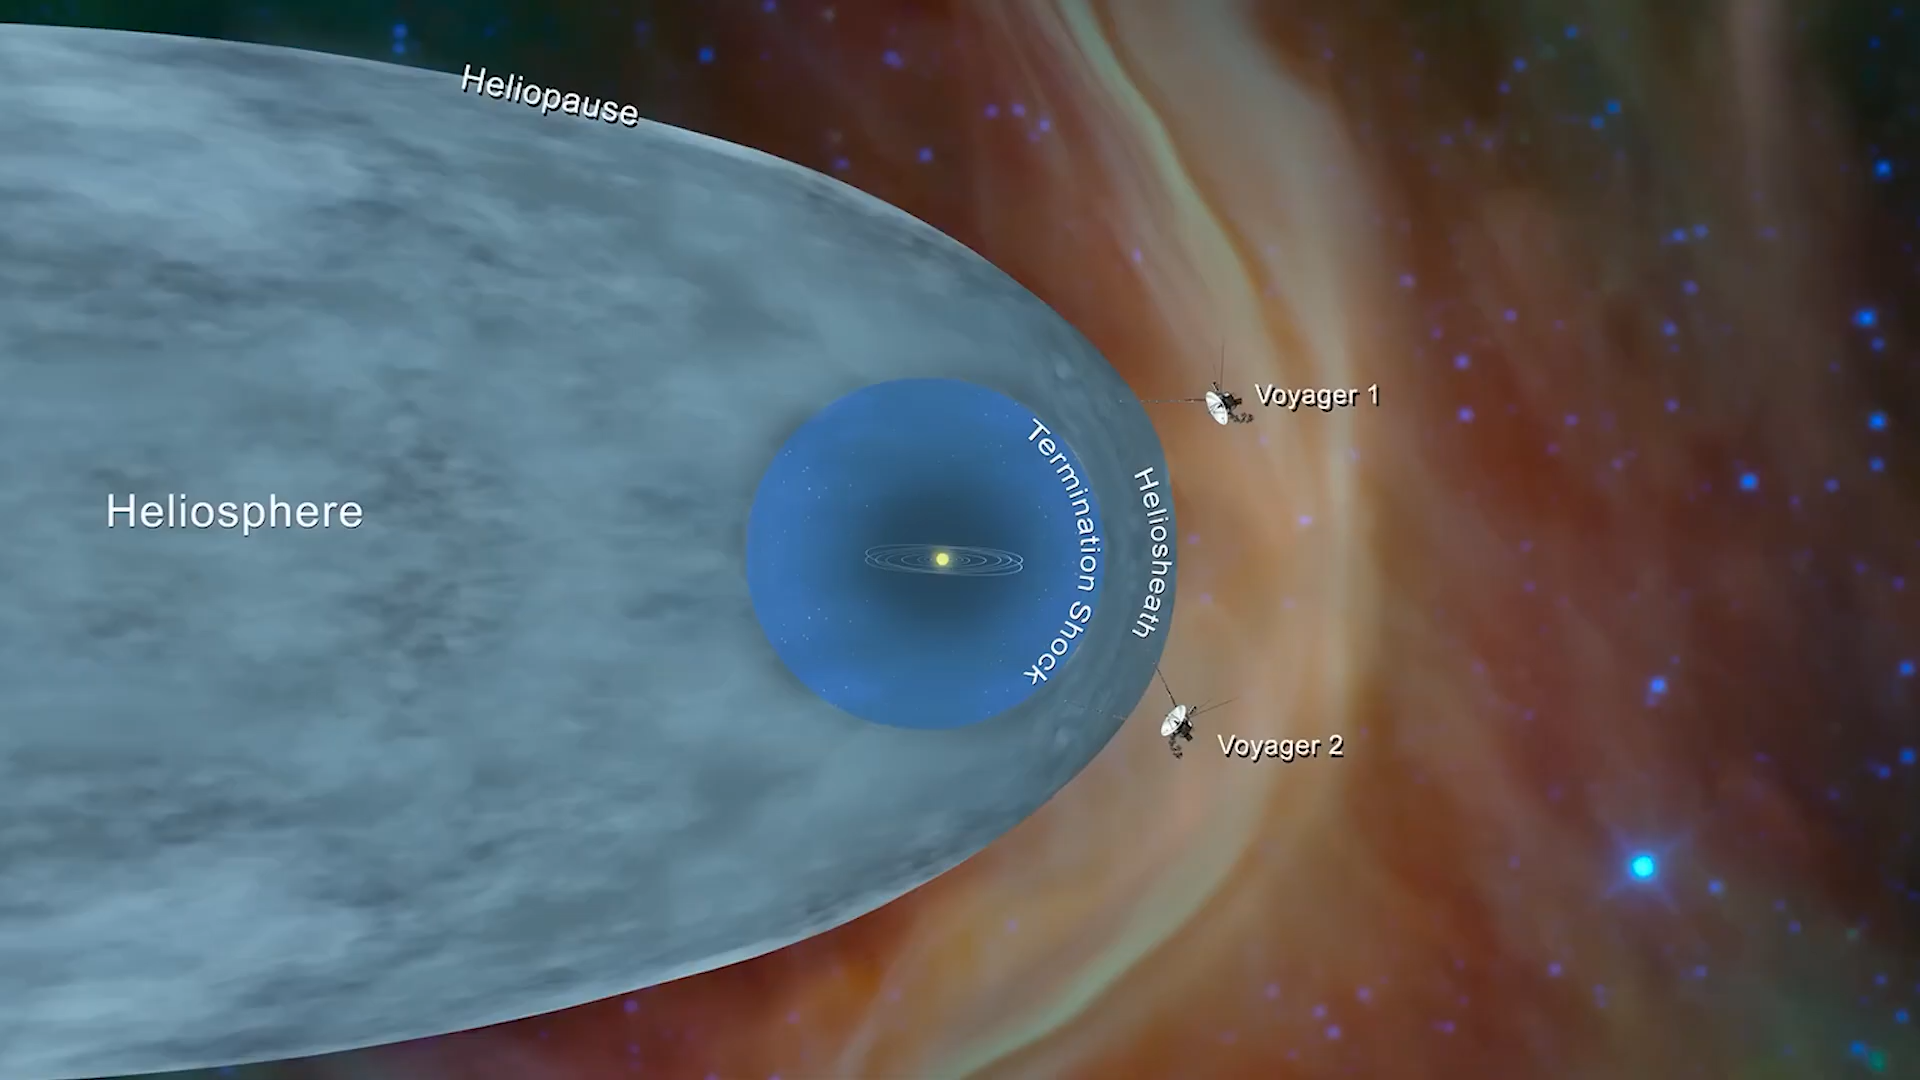 Heliopause
Voyager 1
Termination Shock
Heliosheath
Heliosphere
Voyager 2